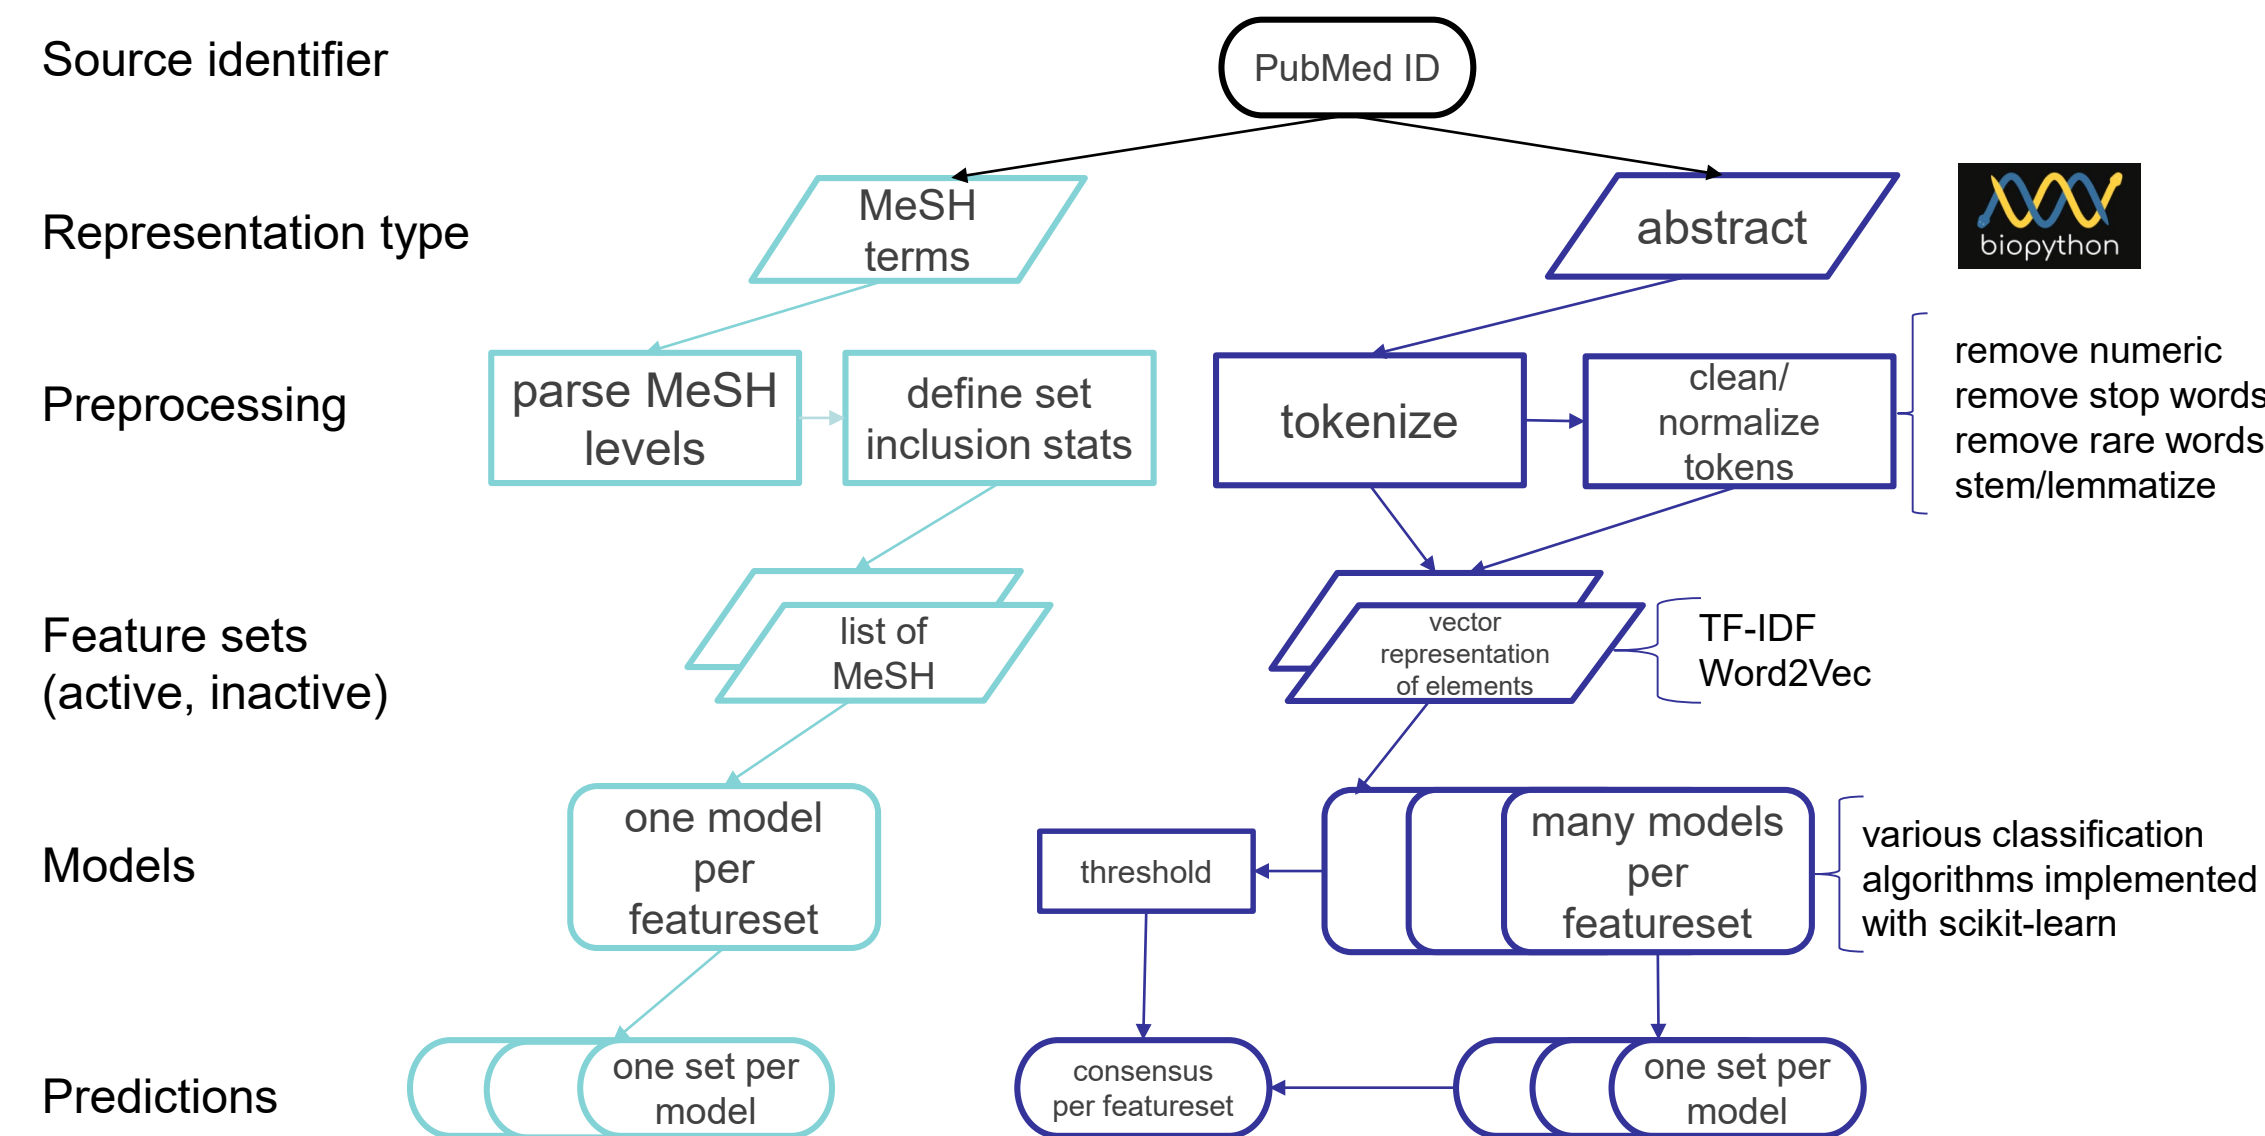 Source identifier
PubMed ID
Representation type
MeSH
terms
abstract
biopython
Preprocessing
parse MeSH
levels
define set
inclusion stats
tokenize
clean/
normalize
tokens
remove numeric
remove stop words
remove rare words
stem/lemmatize
Feature sets
(active, inactive)
list of
MeSH
vector
representation
of elements
TF-IDF
Word2Vec
Models
one model
per
featureset
threshold
many models
per
featureset
various classification
algorithms implemented
with scikit-learn
Predictions
one set per
model
consensus
per featureset
one set per
model